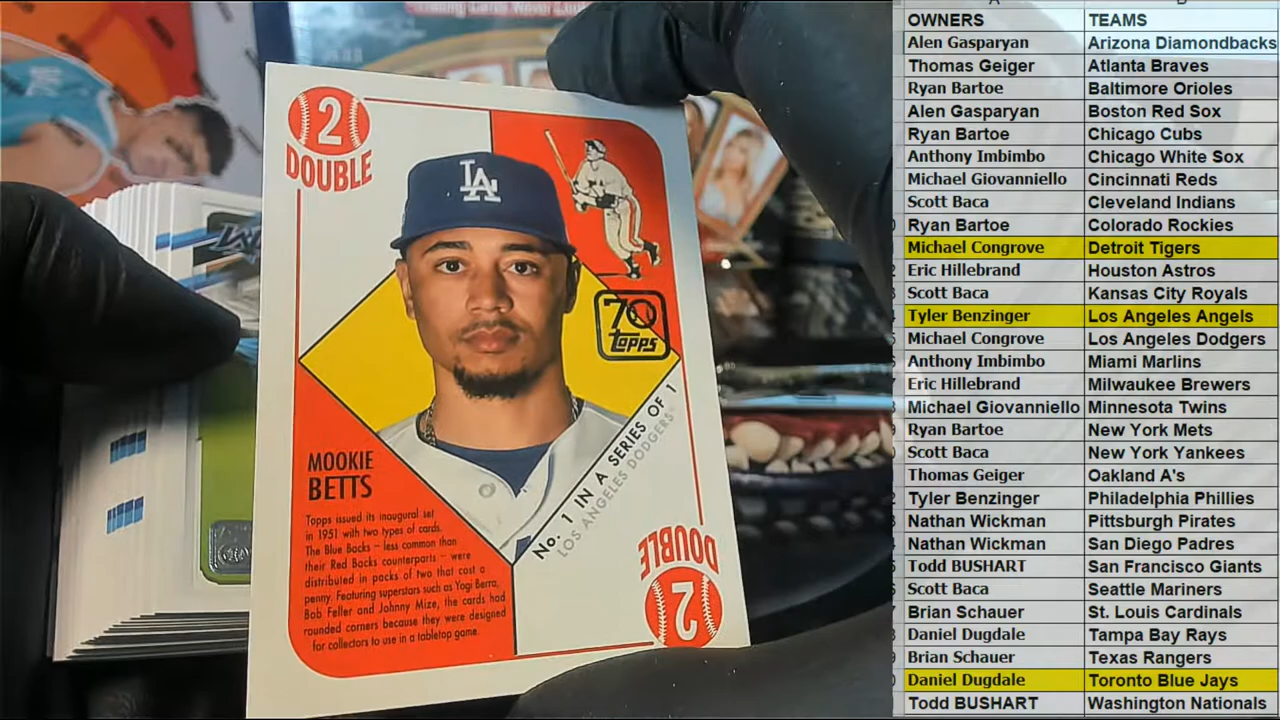 2
DOUBLE
LA
70
topps
MOOKIE
BETTS
Topps issued its inaugural set
in 1951 with two types of cards.
The Blue Backs – less common than
their Red Backs counterparts – were
distributed in packs of two that cost a
penny. Featuring superstars such as Yogi Berra,
Bob Feller and Johnny Mize, the cards had
rounded corners because they were designed
for collectors to use in a tabletop game.
No. 1 IN A SERIES OF 1
LOS ANGELES DODGERS
DOUBLE
2
OWNERS TEAMS
Alen Gasparyan Arizona Diamondbacks
Thomas Geiger Atlanta Braves
Ryan Bartoe Baltimore Orioles
Alen Gasparyan Boston Red Sox
Ryan Bartoe Chicago Cubs
Anthony Imbimbo Chicago White Sox
Michael Giovanniello Cincinnati Reds
Scott Baca Cleveland Indians
Ryan Bartoe Colorado Rockies
Michael Congrove Detroit Tigers
Eric Hillebrand Houston Astros
Scott Baca Kansas City Royals
Tyler Benzinger Los Angeles Angels
Michael Congrove Los Angeles Dodgers
Anthony Imbimbo Miami Marlins
Eric Hillebrand Milwaukee Brewers
Michael Giovanniello Minnesota Twins
Ryan Bartoe New York Mets
Scott Baca New York Yankees
Thomas Geiger Oakland A's
Tyler Benzinger Philadelphia Phillies
Nathan Wickman Pittsburgh Pirates
Nathan Wickman San Diego Padres
Todd BUSHART San Francisco Giants
Scott Baca Seattle Mariners
Brian Schauer St. Louis Cardinals
Daniel Dugdale Tampa Bay Rays
Brian Schauer Texas Rangers
Daniel Dugdale Toronto Blue Jays
Todd BUSHART Washington Nationals